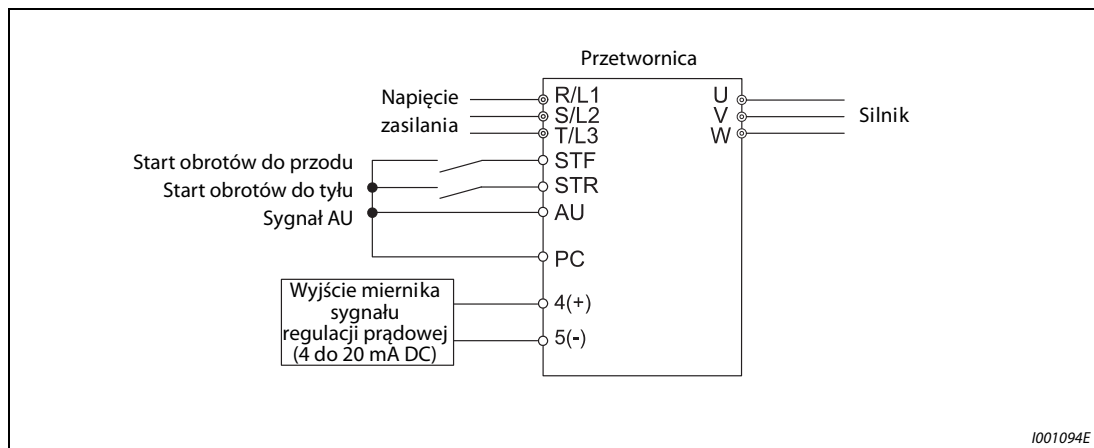 Przetwornica
Napięcie
zasilania
R/L1
S/L2
T/L3
U
V
W
Silnik
Start obrotów do przodu
STF
Start obrotów do tyłu
STR
Sygnał AU
AU
PC
Wyjście miernika
sygnału
regulacji prądowej
(4 do 20 mA DC)
4(+)
5(-)
I001094E